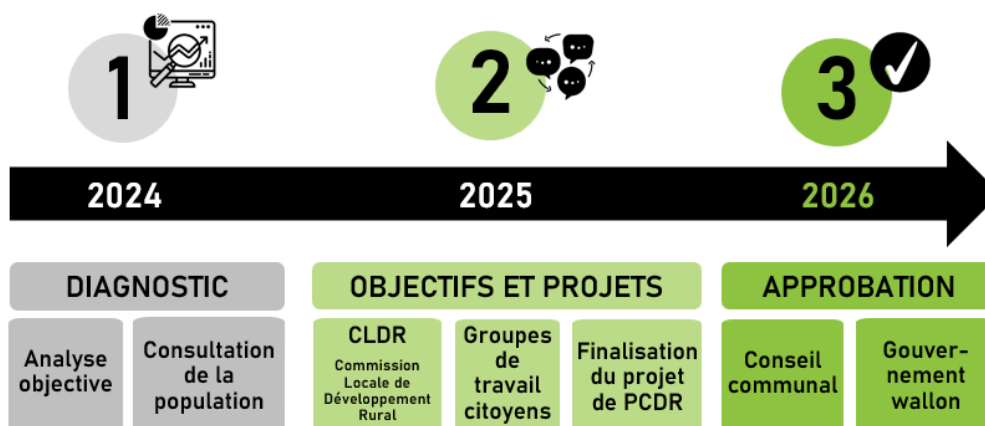 1
2
3
2024
2025
2026
DIAGNOSTIC
OBJECTIFS ET PROJETS
APPROBATION
Analyse
objective
Consultation
de la
population
CLDR
Commission
Locale de
Développement
Rural
Groupes
de
travail
citoyens
Finalisation
du projet
de PCDR
Conseil
communal
Gouver-
nement
wallon